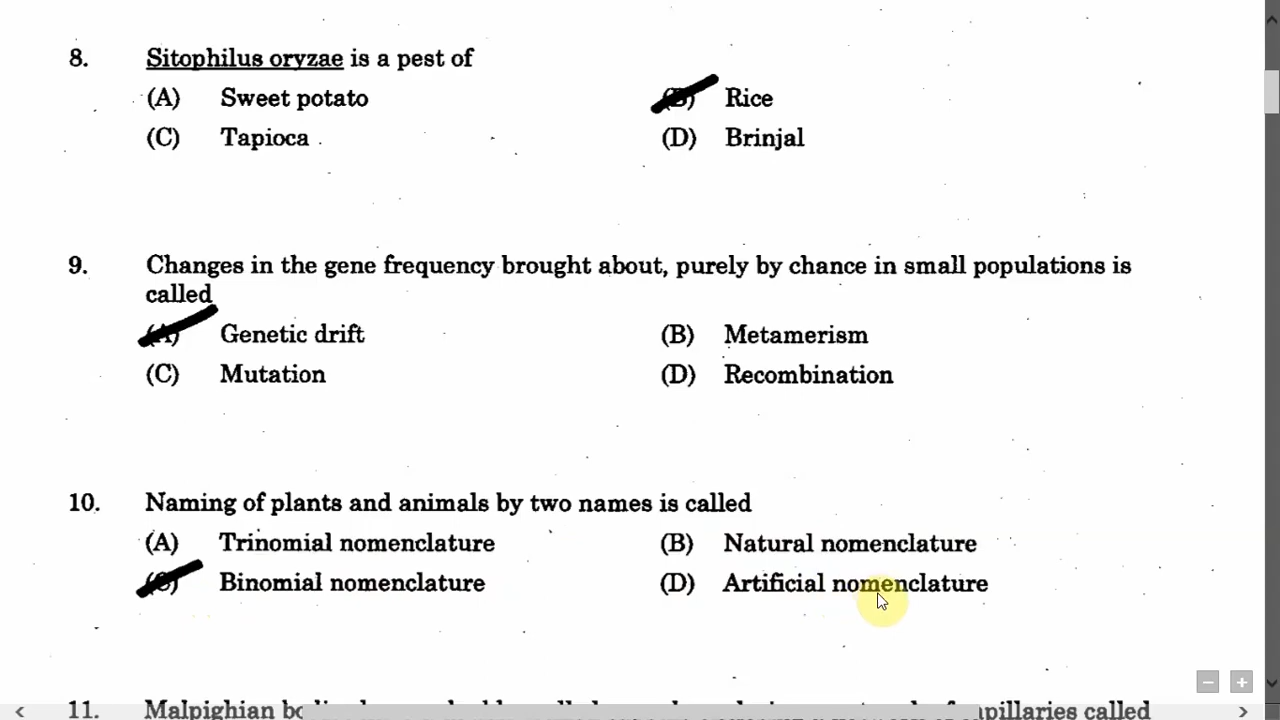 8. Sitophilus oryzae is a pest of
(A) Sweet potato (B) Rice
(C) Tapioca (D) Brinjal
9. Changes in the gene frequency brought about, purely by chance in small populations is
called
(A) Genetic drift (B) Metamerism
(C) Mutation (D) Recombination
10. Naming of plants and animals by two names is called
(A) Trinomial nomenclature (B) Natural nomenclature
(C) Binomial nomenclature (D) Artificial nomenclature
11. Malpighian called